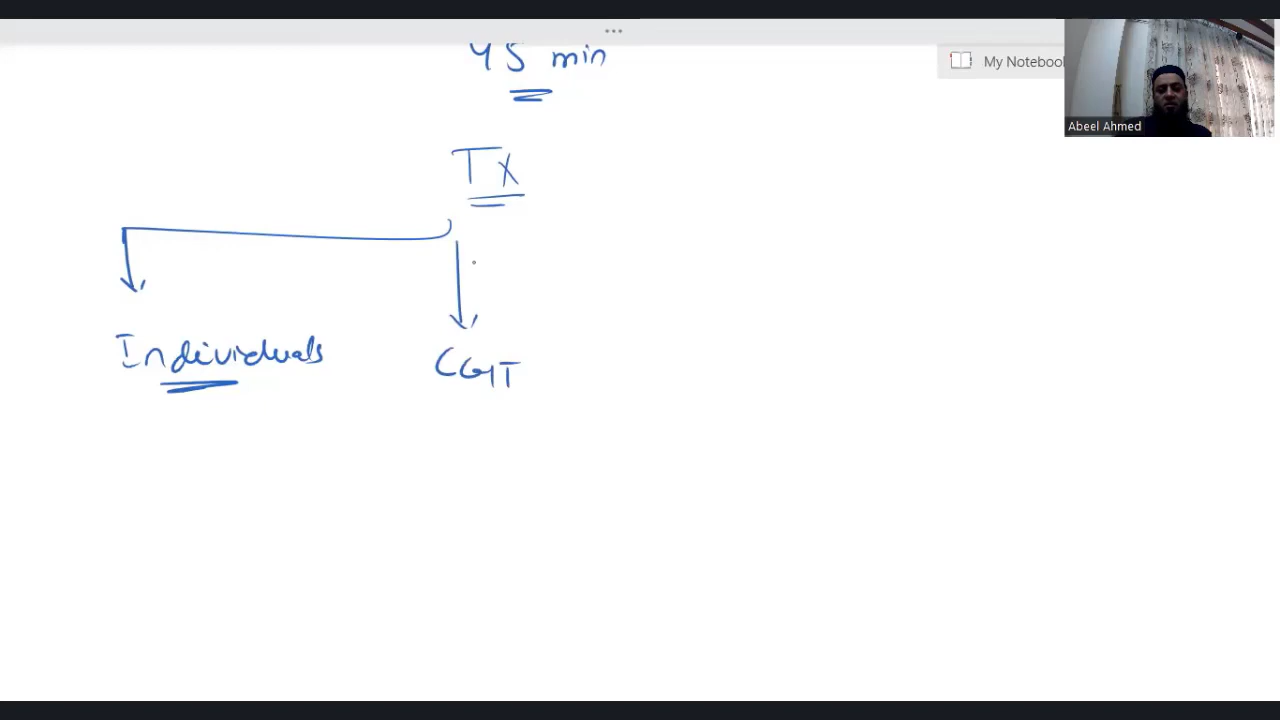 45 min
My Notebook
Abeel Ahmed
TX
Individuals
CGT